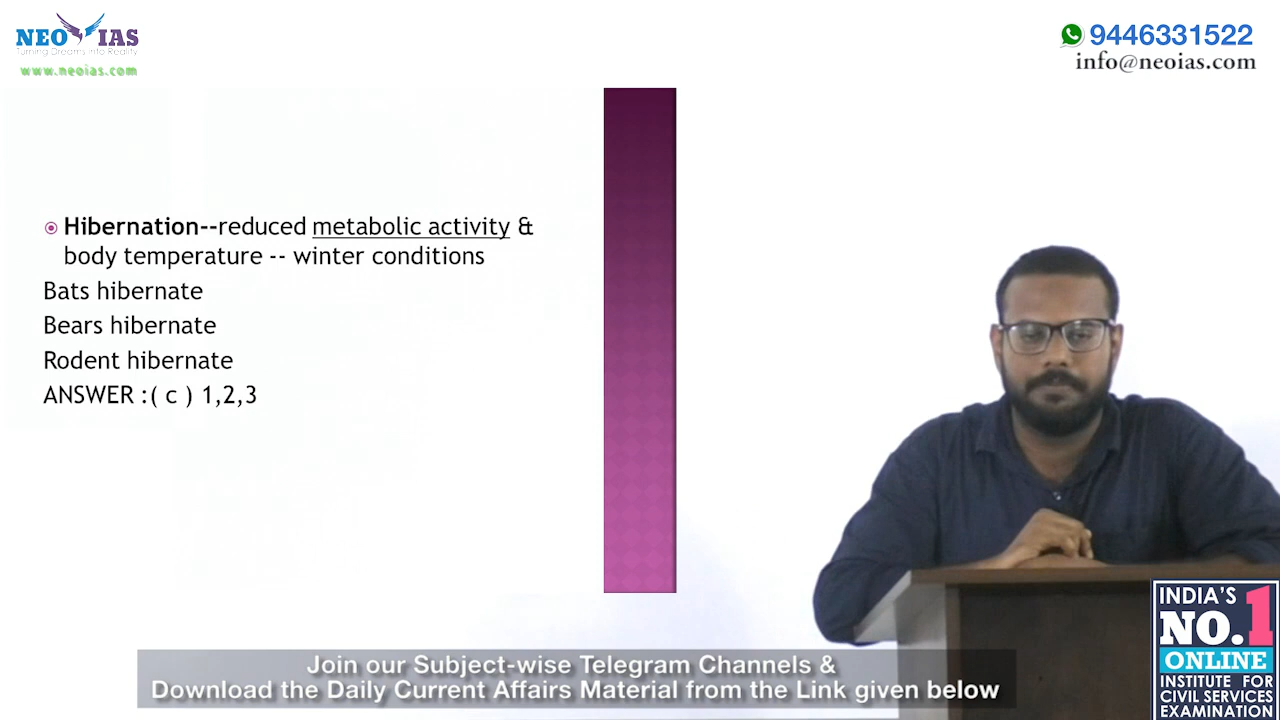 NEO IAS
Turning Dreams into Reality
www.neoias.com
9446331522
info@neoias.com
Hibernation--reduced metabolic activity &
body temperature -- winter conditions
Bats hibernate
Bears hibernate
Rodent hibernate
ANSWER :( c ) 1,2,3
Join our Subject-wise Telegram Channels &
Download the Daily Current Affairs Material from the Link given below
INDIA'S
NO.1
ONLINE
INSTITUTE FOR
CIVIL SERVICES
EXAMINATION